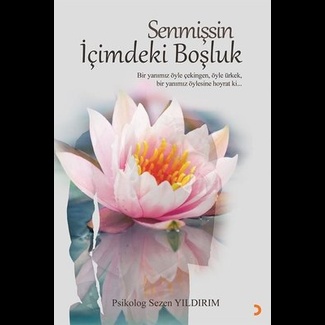 Senmişsin
İçimdeki Boşluk
Bir yanımız öyle çekingen, öyle ürkek,
bir yanımız öylesine hoyrat ki...
Psikolog Sezen YILDIRIM